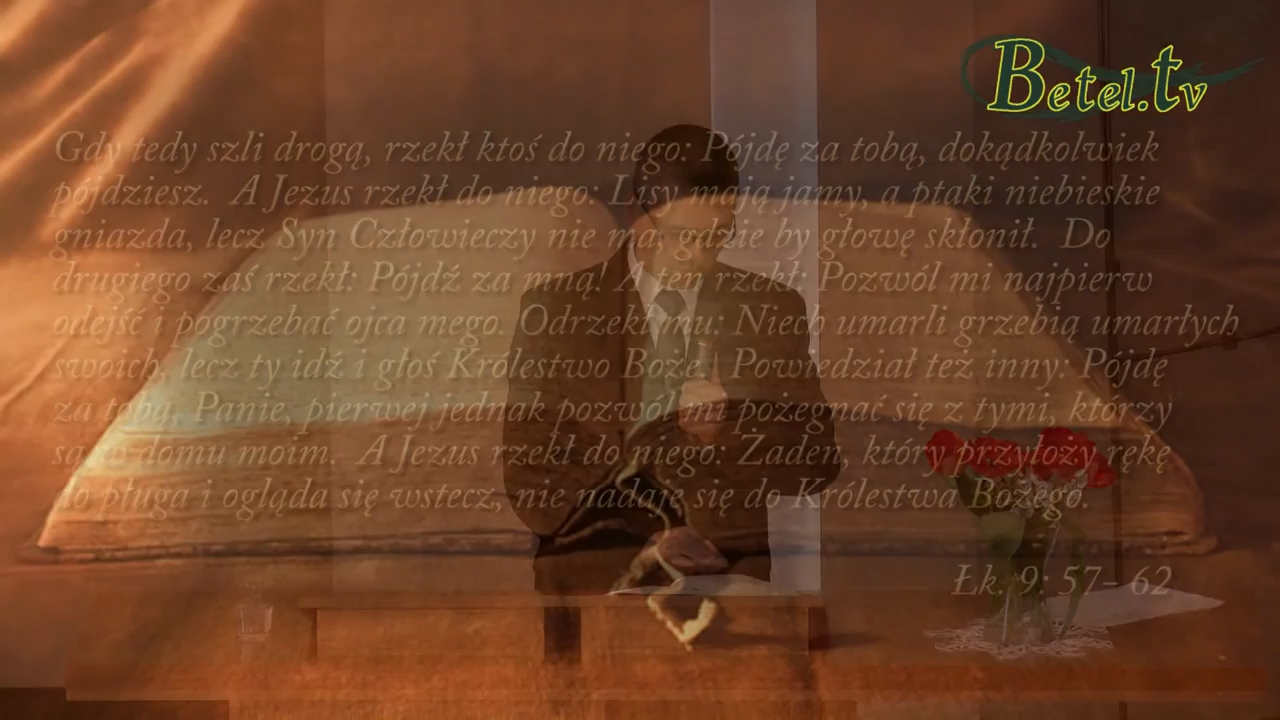 Betel.tv
Gdy tedy szli drogą, rzekł ktoś do niego: Pójdę za tobą, dokądkolwiek
pójdziesz. A Jezus rzekł do niego: Lisy mają jamy, a ptaki niebieskie
gniazda, lecz Syn Człowieczy nie ma, gdzie by głowę skłonił. Do
drugiego zaś rzekł: Pójdź za mną! A ten rzekł: Pozwól mi najpierw
odejść i pogrzebać ojca mego. Odrzekł mu: Niech umarli grzebią umarłych
swoich, lecz ty idź i głoś Królestwo Boże. Powiedział też inny: Pójdę
za tobą, Panie, pierwej jednak pozwól mi pożegnać się z tymi, którzy
są w domu moim. A Jezus rzekł do niego: Żaden, który przyłoży rękę
do pługa i ogląda się wstecz, nie nadaje się do Królestwa Bożego.
Łk. 9: 57- 62